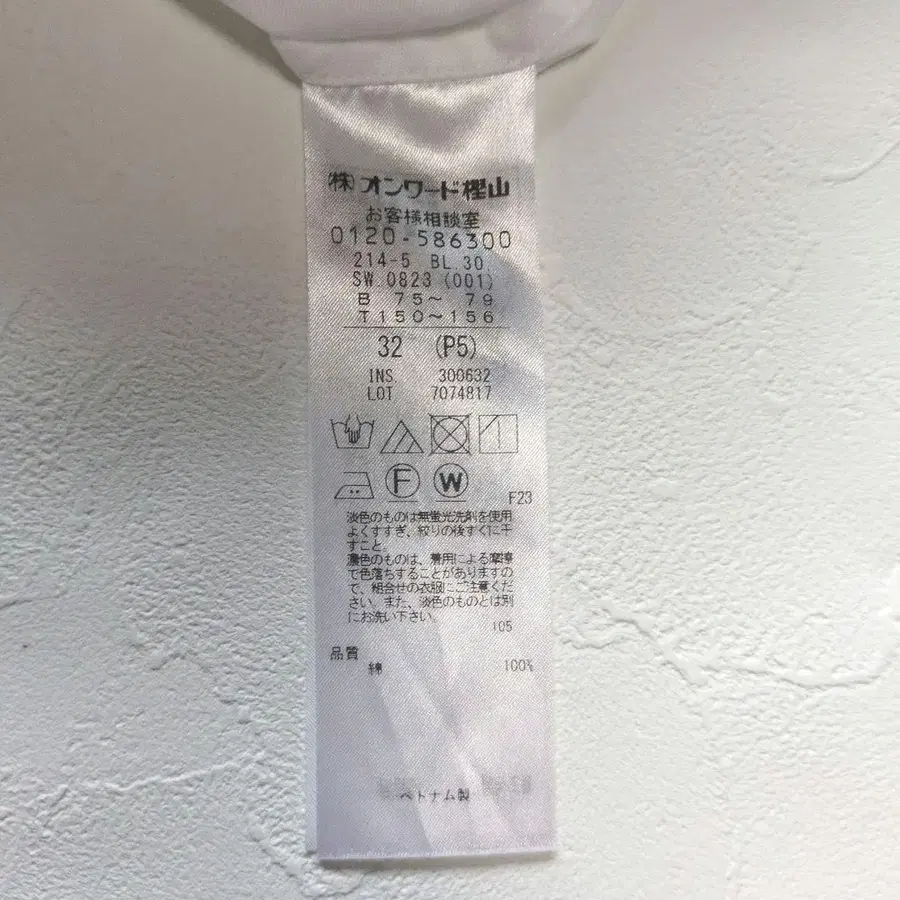 (株)オンワード樫山
お客様相談室
0120-586300
214-5 BL 30
SW 0823 (001)
B 75～ 79
T150～156
32 (P5)
INS 300632
LOT 7074817
F W
F23
淡色のものは無蛍光洗剤を使用
よくすすぎ、絞りの後すぐに干
すこと。
濃色のものは、着用による摩擦
で色落ちすることがありますの
で、組合せの衣服にご注意くだ
さい。また、淡色のものとは別
にお洗い下さい。
105
品質
綿 100%
ベトナム製